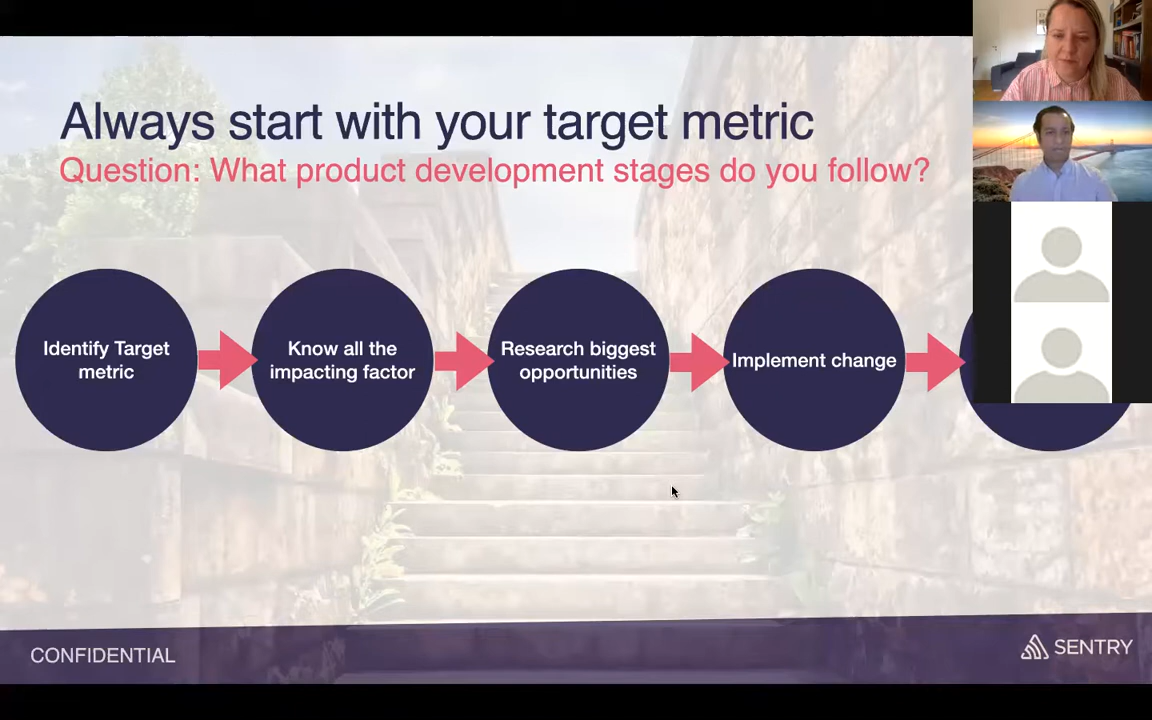 Always start with your target metric
Question: What product development stages do you follow?
Identify Target
metric
Know all the
impacting factor
Research biggest
opportunities
Implement change
CONFIDENTIAL
SENTRY